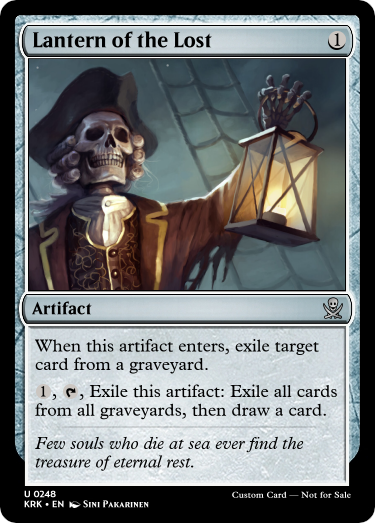 Lantern of the Lost 1
Artifact
When this artifact enters, exile target
card from a graveyard.
1, , Exile this artifact: Exile all cards
from all graveyards, then draw a card.
Few souls who die at sea ever find the
treasure of eternal rest.
U 0248
KRK • EN Sini Pakarinen
Custom Card — Not for Sale